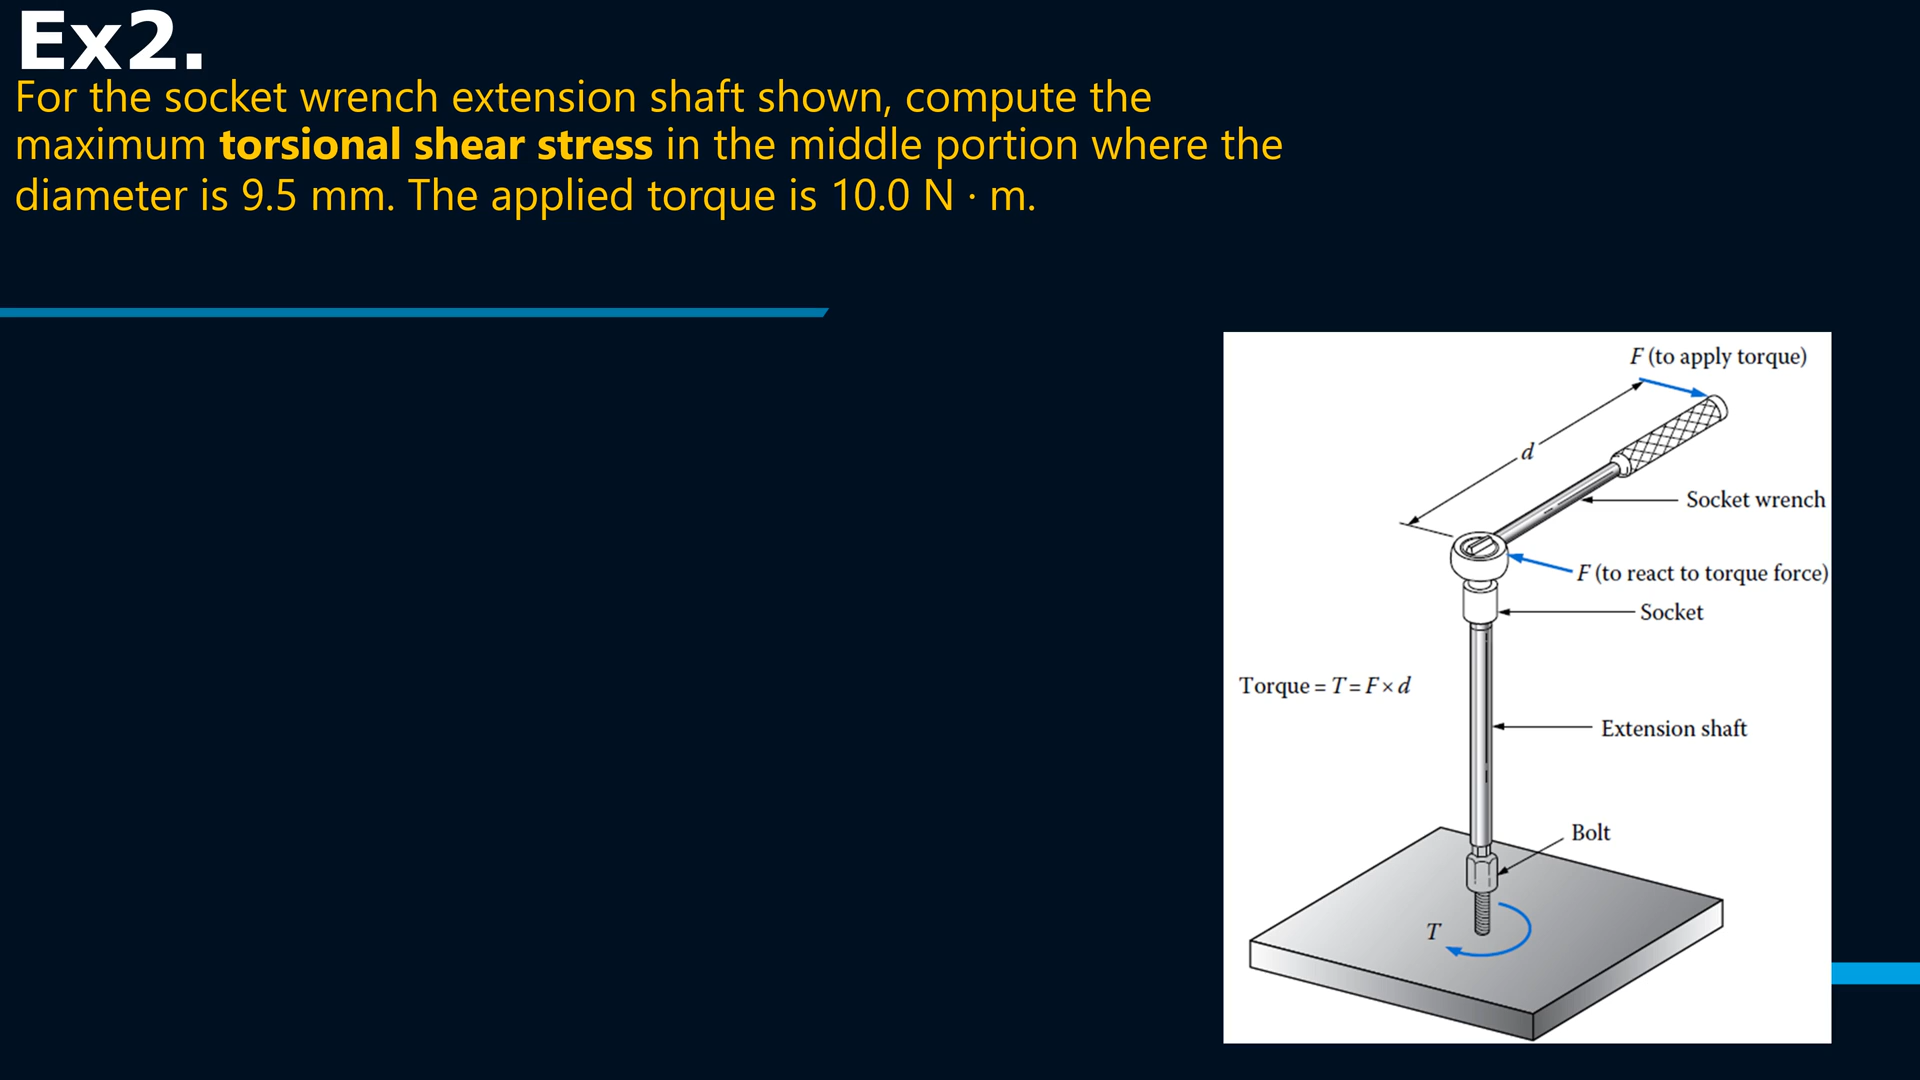 Ex2.
For the socket wrench extension shaft shown, compute the
maximum torsional shear stress in the middle portion where the
diameter is 9.5 mm. The applied torque is 10.0 N · m.
F (to apply torque)
d
Socket wrench
F (to react to torque force)
Socket
Torque = T = F × d
Extension shaft
Bolt
T